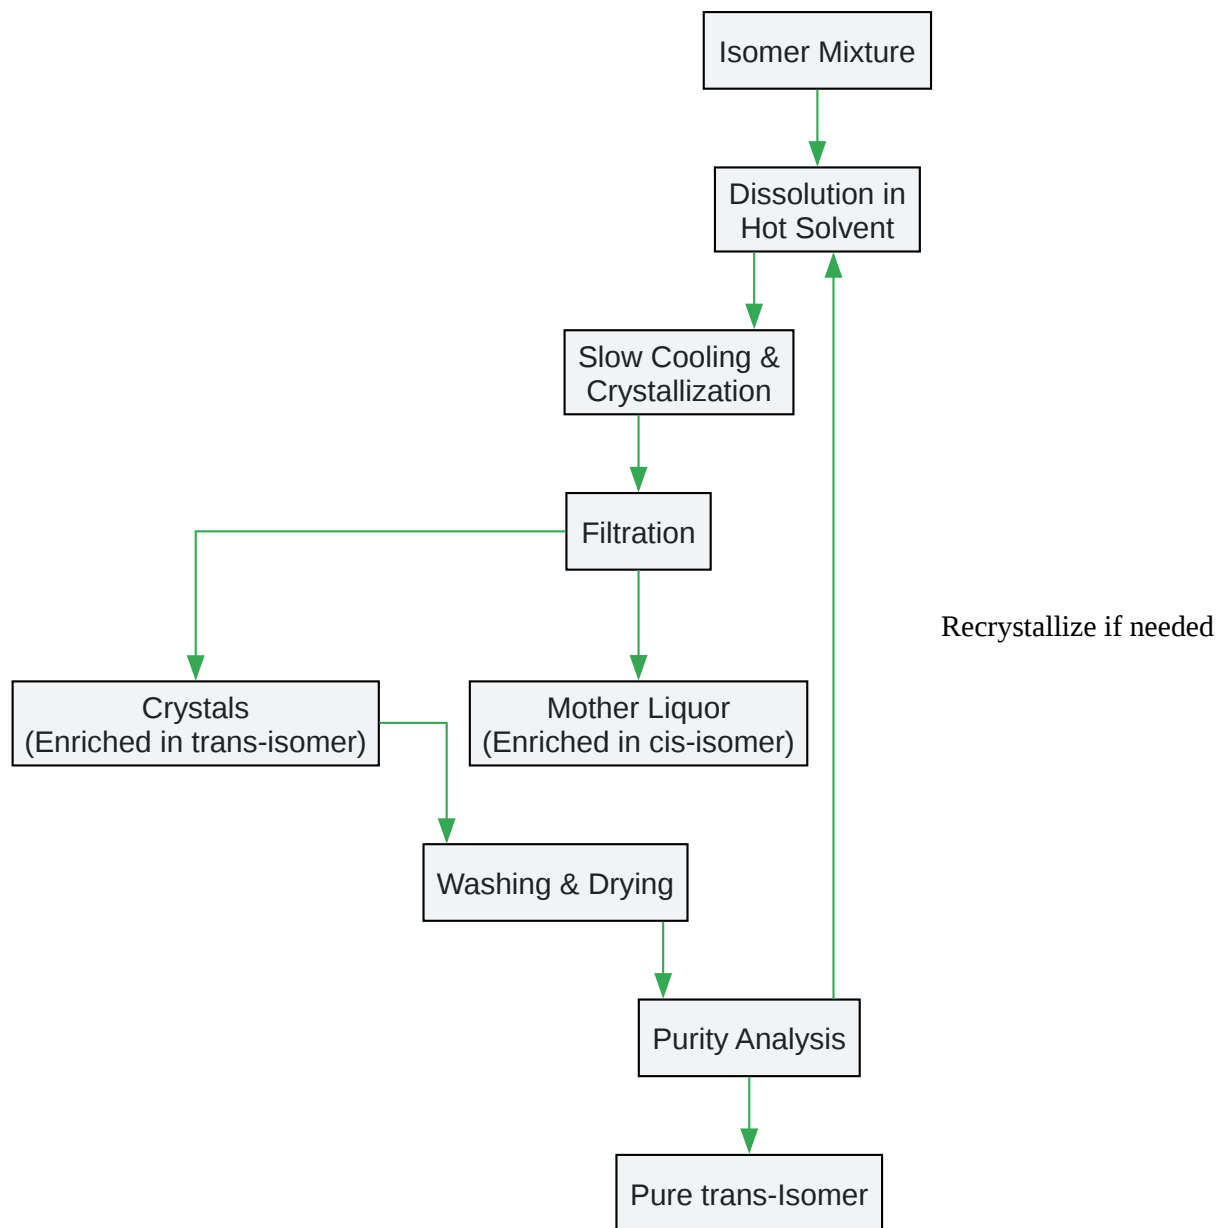 Isomer Mixture
Dissolution in
Hot Solvent
Slow Cooling &
Crystallization
Filtration
Recrystallize if needed
Crystals
(Enriched in trans-isomer)
Mother Liquor
(Enriched in cis-isomer)
Washing & Drying
Purity Analysis
Pure trans-Isomer